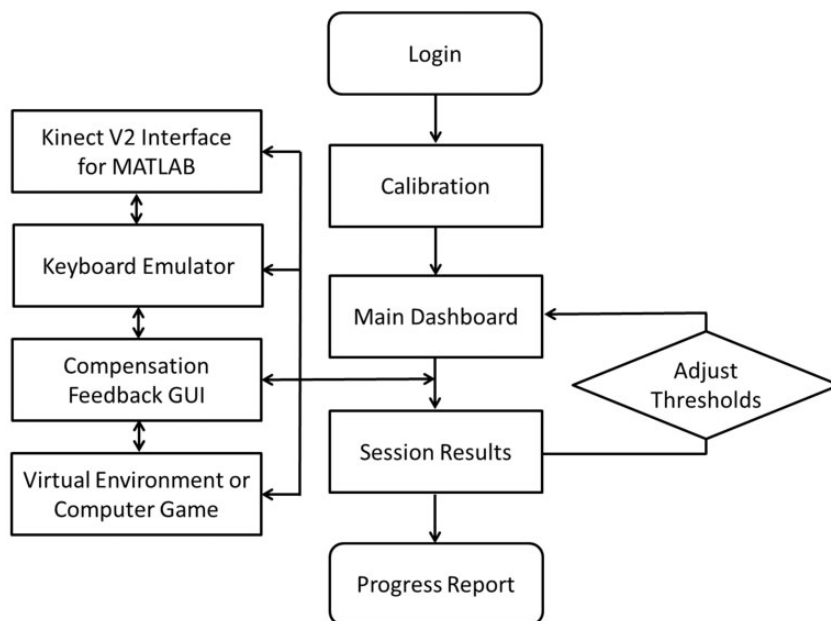 Login
Kinect V2 Interface
for MATLAB
Calibration
Keyboard Emulator
Main Dashboard
Compensation
Feedback GUI
Adjust
Thresholds
Virtual Environment or
Computer Game
Session Results
Progress Report